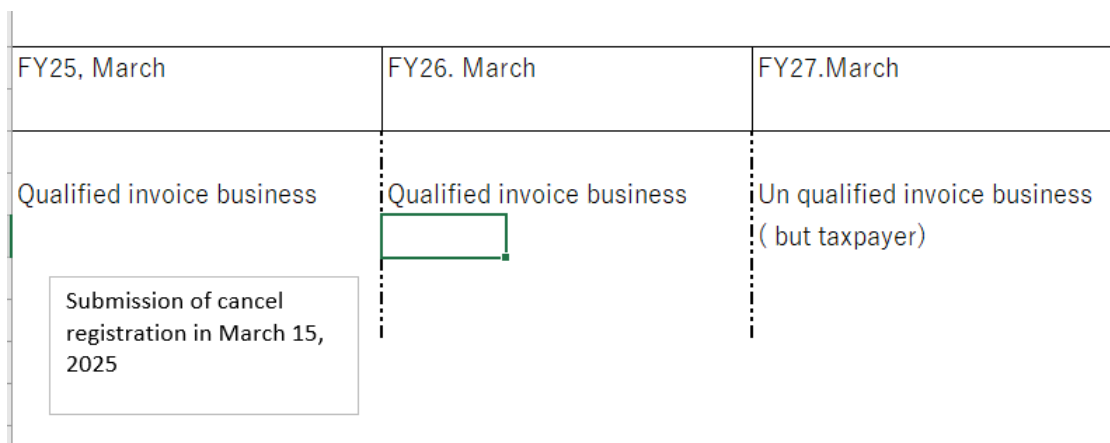 FY25, March
FY26. March
FY27.March
Qualified invoice business
Qualified invoice business
Un qualified invoice business
( but taxpayer)
Submission of cancel
registration in March 15,
2025